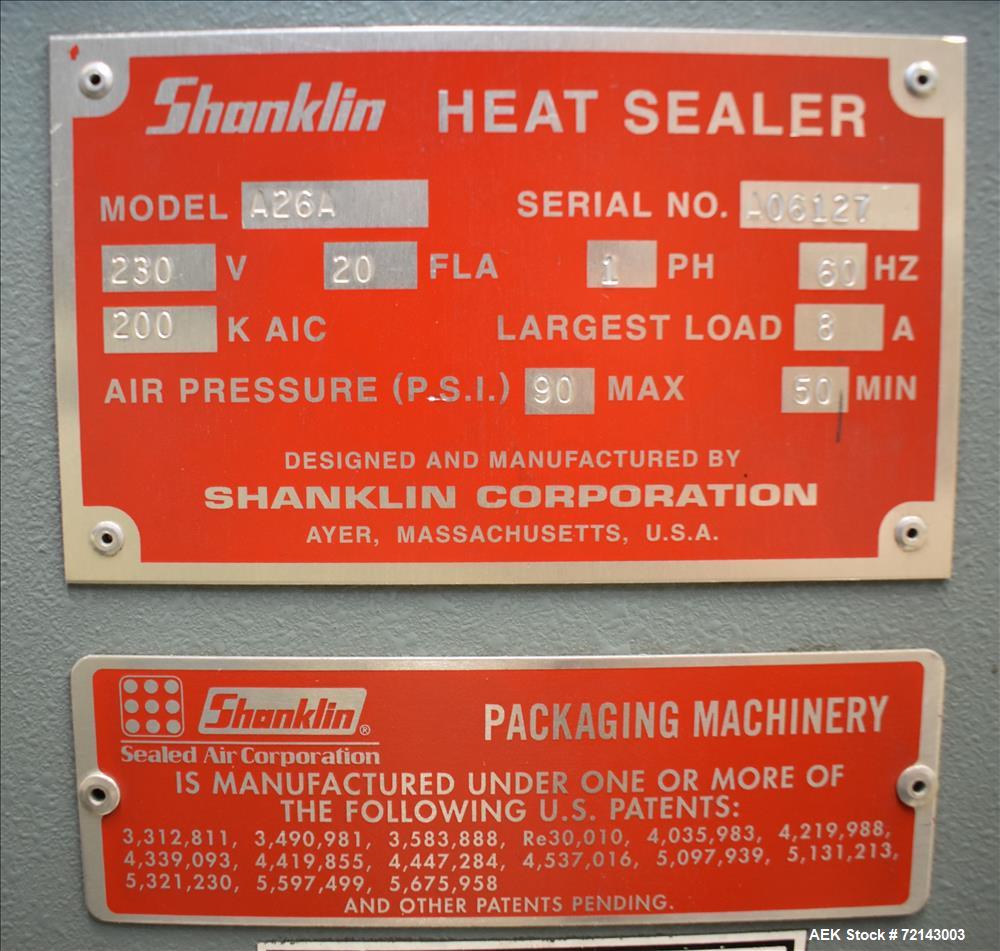 Shanklin HEAT SEALER
MODEL A26A SERIAL NO. A06127
230 V 20 FLA 1 PH 60 HZ
200 K AIC LARGEST LOAD 8 A
AIR PRESSURE (P.S.I.) 90 MAX 50 MIN
DESIGNED AND MANUFACTURED BY
SHANKLIN CORPORATION
AYER, MASSACHUSETTS, U.S.A.
Shanklin® PACKAGING MACHINERY
Sealed Air Corporation
IS MANUFACTURED UNDER ONE OR MORE OF
THE FOLLOWING U.S. PATENTS:
3,312,811, 3,490,981, 3,583,888, Re30,010, 4,035,983, 4,219,988,
4,339,093, 4,419,855, 4,447,284, 4,537,016, 5,097,939, 5,131,213,
5,321,230, 5,597,499, 5,675,958
AND OTHER PATENTS PENDING.
AEK Stock #72143003